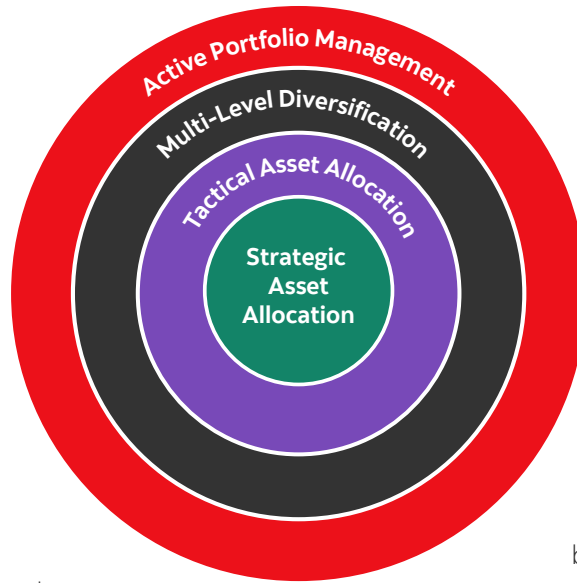 Active Portfolio Management
Multi-Level Diversification
Tactical Asset Allocation
Strategic
Asset
Allocation
b